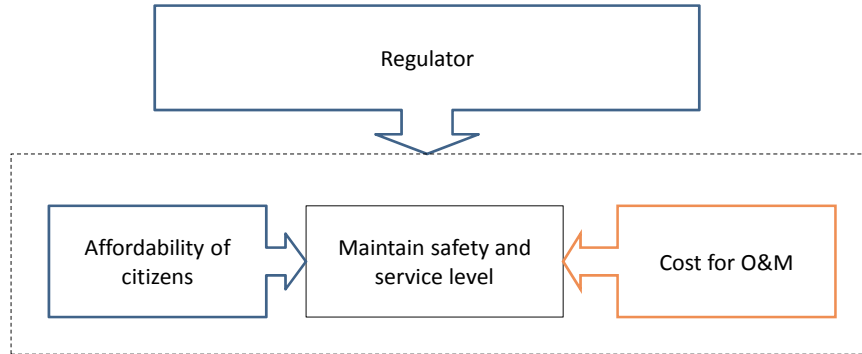 Regulator
Affordability of
citizens
Maintain safety and
service level
Cost for O&M